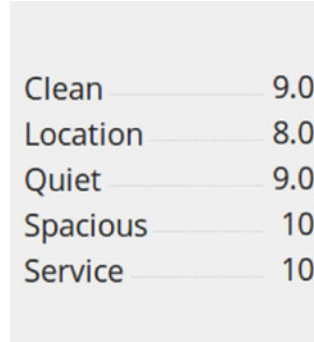 Clean 9.0
Location 8.0
Quiet 9.0
Spacious 10
Service 10